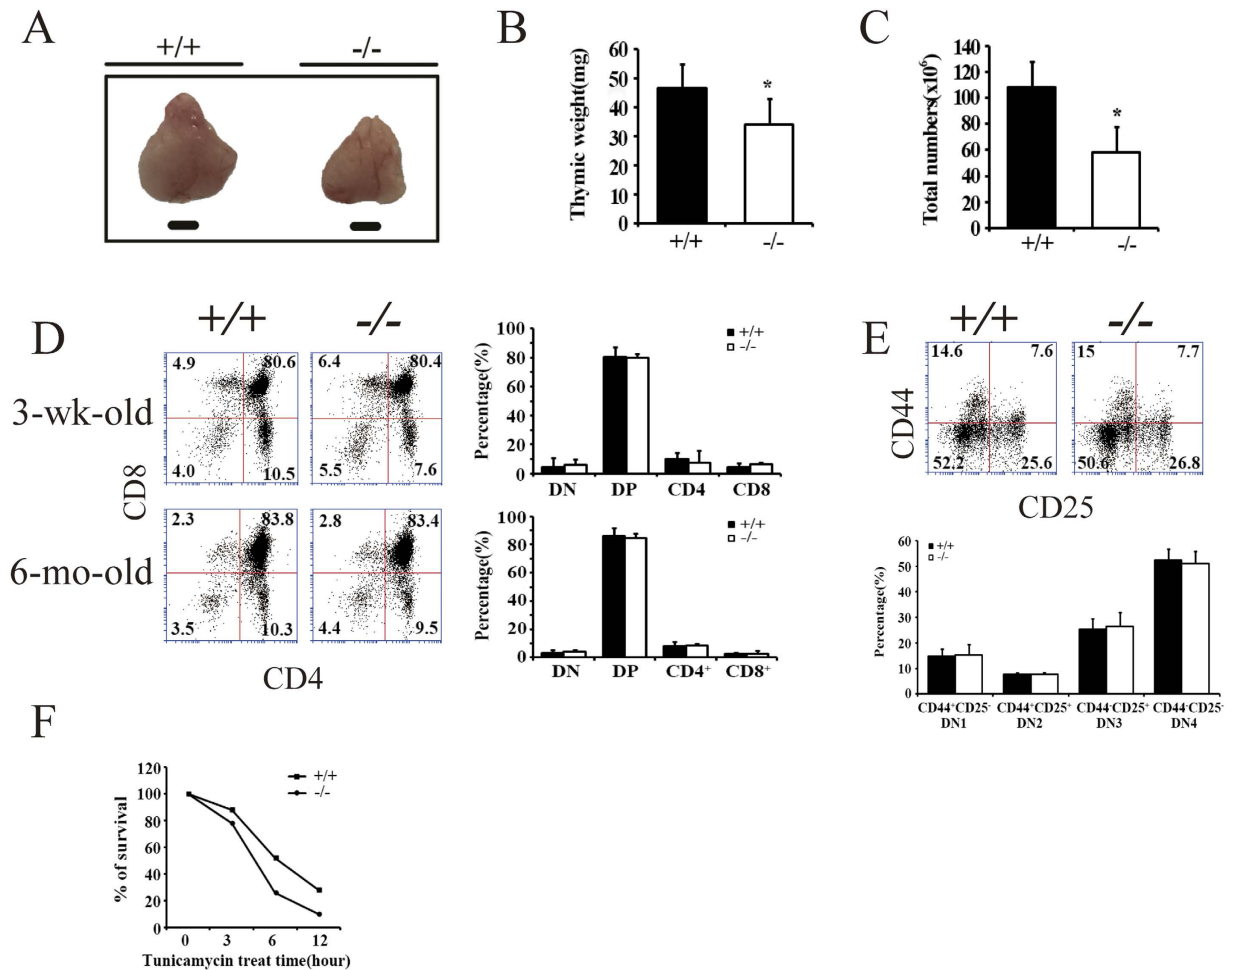 A
+/+
-/-
B
Thymic weight(mg)
60
50
40
30
20
10
0
*
+/+
-/-
C
Total numbers(x10⁶)
140
120
100
80
60
40
20
0
*
+/+
-/-
D
+/+
-/-
3-wk-old
4.9
80.6
4.0
10.5
6.4
80.4
5.5
7.6
CD8
6-mo-old
2.3
83.8
3.5
10.3
2.8
83.4
4.4
9.5
CD4
Percentage(%)
100
80
60
40
20
0
+/+
-/-
DN
DP
CD4
CD8
Percentage(%)
100
80
60
40
20
0
+/+
-/-
DN
DP
CD4⁺
CD8⁺
E
+/+
-/-
CD44
14.6
7.6
52.2
25.6
15
7.7
50.6
26.8
CD25
Percentage(%)
60
50
40
30
20
10
0
+/+
-/-
CD44⁺CD25⁻ CD44⁺CD25⁺ CD44⁻CD25⁺ CD44⁻CD25⁻
DN1 DN2 DN3 DN4
F
% of survival
120
100
80
60
40
20
0
+/+
-/-
0 3 6 12
Tunicamycin treat time(hour)